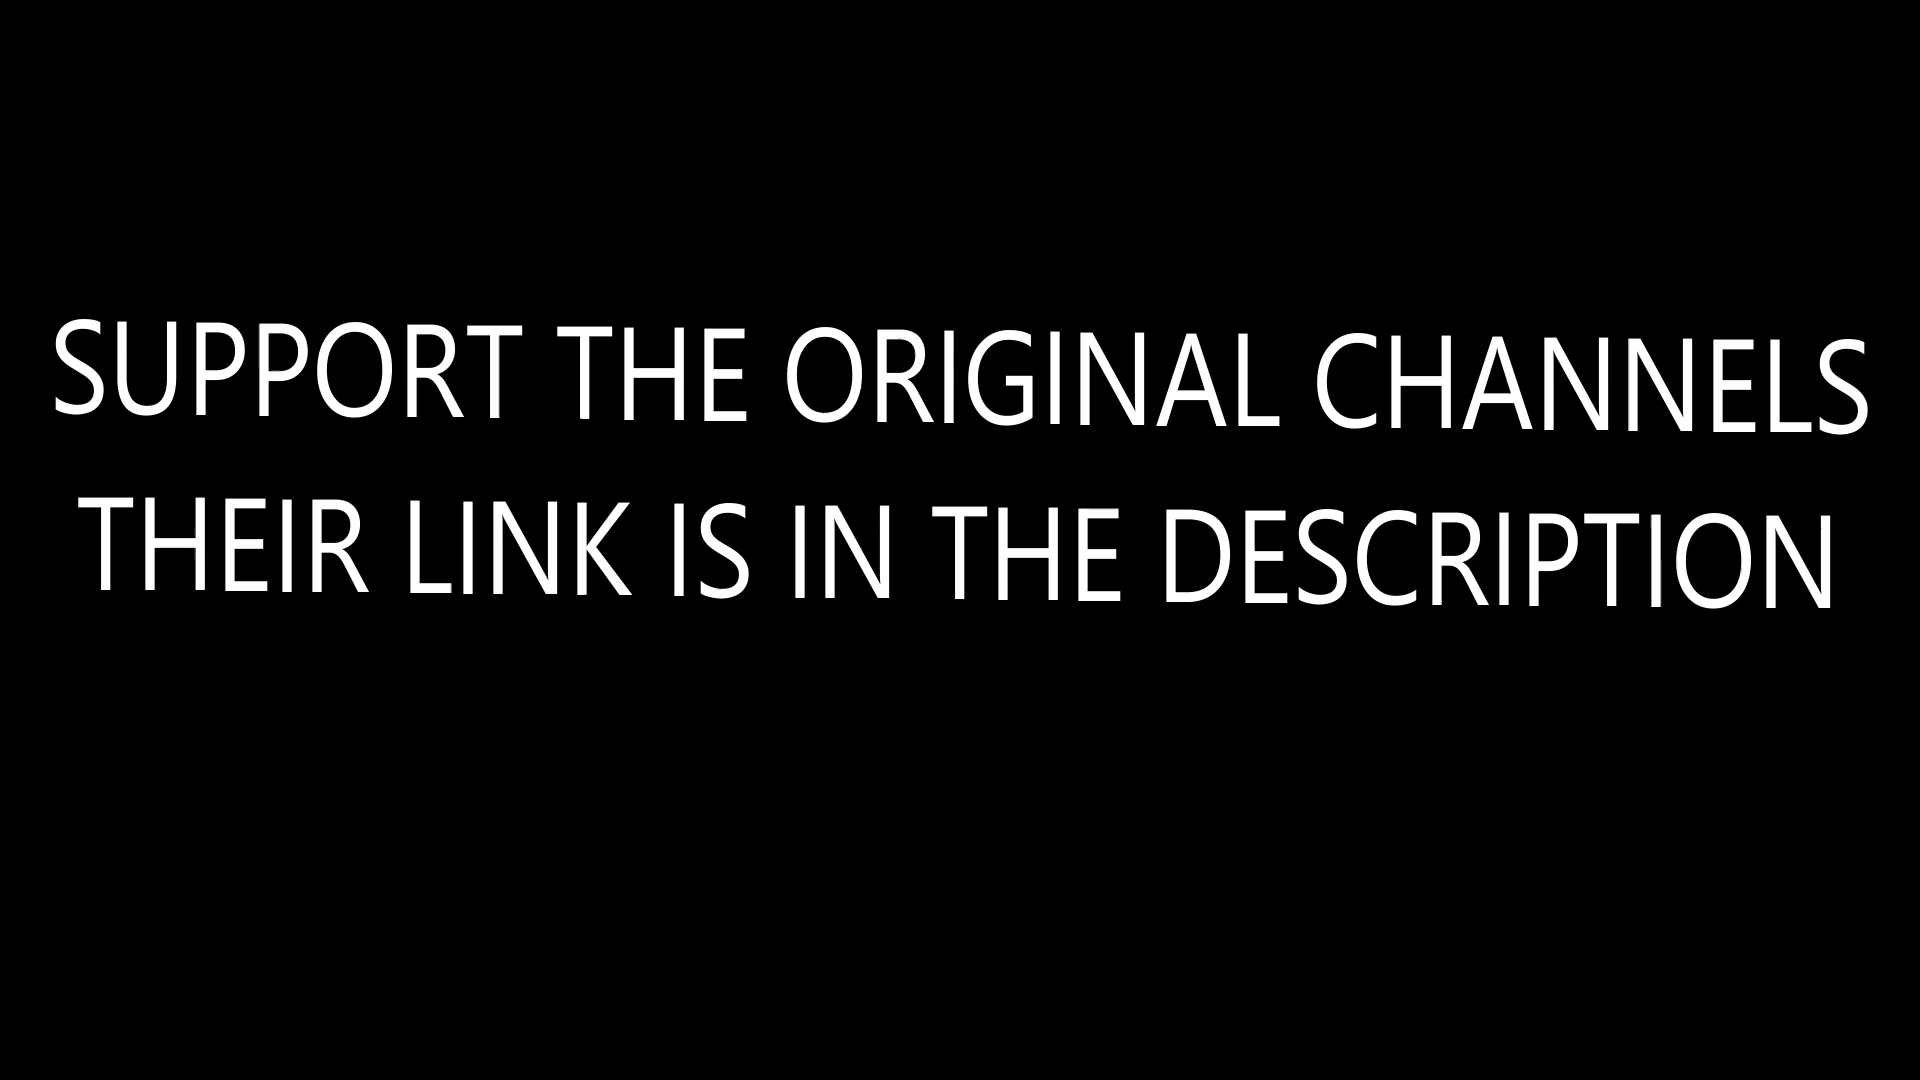 SUPPORT THE ORIGINAL CHANNELS
THEIR LINK IS IN THE DESCRIPTION